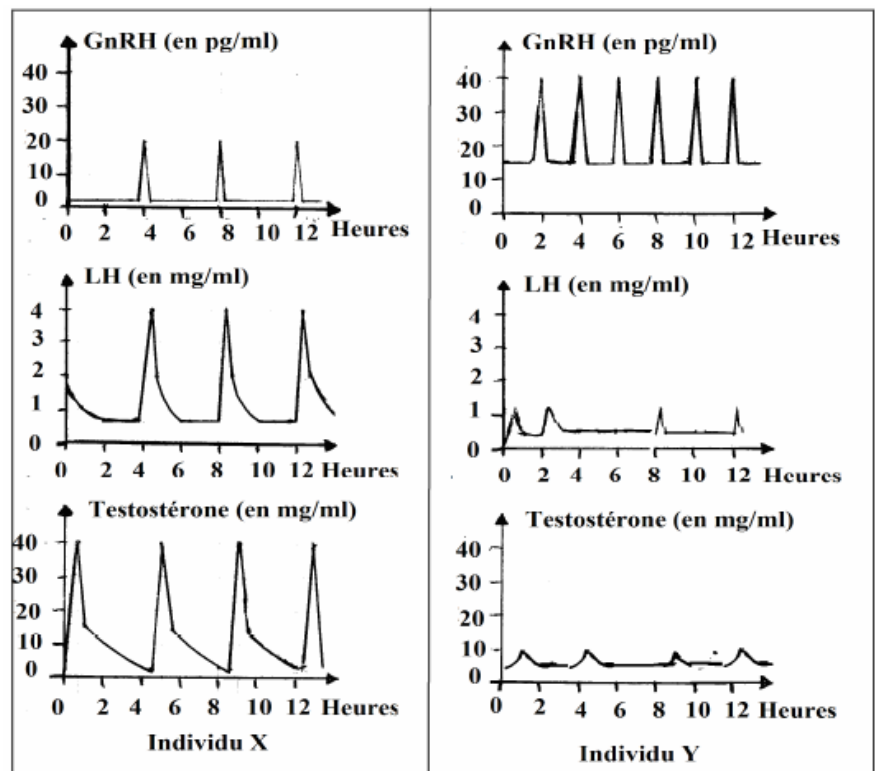 GnRH (en pg/ml)
40
30
20
10
0
0 2 4 6 8 10 12 Heures
LH (en mg/ml)
4
3
2
1
0
0 2 4 6 8 10 12 Heures
Testostérone (en mg/ml)
40
30
20
10
0
0 2 4 6 8 10 12 Heures
Individu X
GnRH (en pg/ml)
40
30
20
10
0
0 2 4 6 8 10 12 Heures
LH (en mg/ml)
4
3
2
1
0
0 2 4 6 8 10 12 Heures
Testostérone (en mg/ml)
40
30
20
10
0
0 2 4 6 8 10 12 Heures
Individu Y